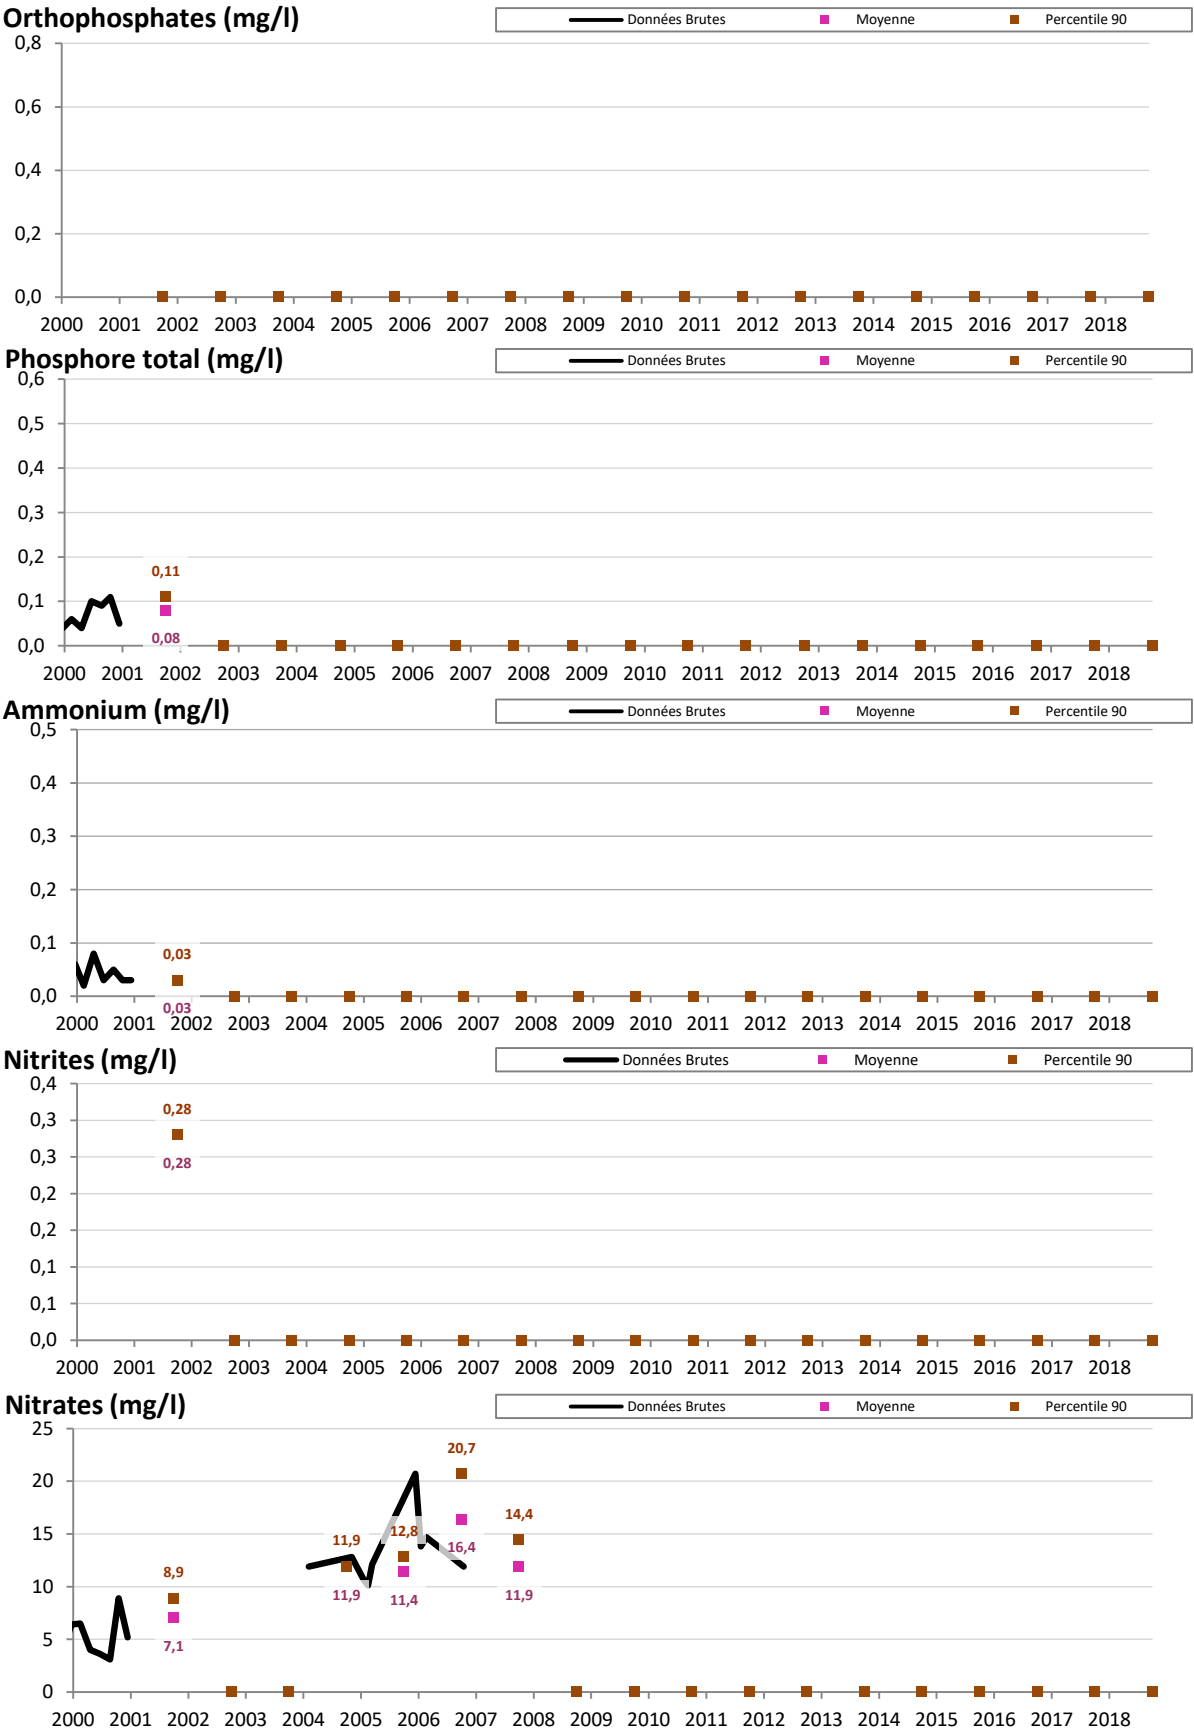 Orthophosphates (mg/l)
Données Brutes Moyenne Percentile 90
0,8
0,6
0,4
0,2
0,0
2000 2001 2002 2003 2004 2005 2006 2007 2008 2009 2010 2011 2012 2013 2014 2015 2016 2017 2018
Phosphore total (mg/l)
Données Brutes Moyenne Percentile 90
0,6
0,5
0,4
0,3
0,2
0,11
0,1
0,08
0,0
2000 2001 2002 2003 2004 2005 2006 2007 2008 2009 2010 2011 2012 2013 2014 2015 2016 2017 2018
Ammonium (mg/l)
Données Brutes Moyenne Percentile 90
0,5
0,4
0,3
0,2
0,1
0,03
0,0
0,03
2000 2001 2002 2003 2004 2005 2006 2007 2008 2009 2010 2011 2012 2013 2014 2015 2016 2017 2018
Nitrites (mg/l)
Données Brutes Moyenne Percentile 90
0,4
0,28
0,3
0,3
0,28
0,2
0,2
0,1
0,1
0,0
2000 2001 2002 2003 2004 2005 2006 2007 2008 2009 2010 2011 2012 2013 2014 2015 2016 2017 2018
Nitrates (mg/l)
Données Brutes Moyenne Percentile 90
25
20,7
20
14,4
15
11,9 12,8
16,4
8,9
10
11,9 11,4 11,9
7,1
5
0
2000 2001 2002 2003 2004 2005 2006 2007 2008 2009 2010 2011 2012 2013 2014 2015 2016 2017 2018